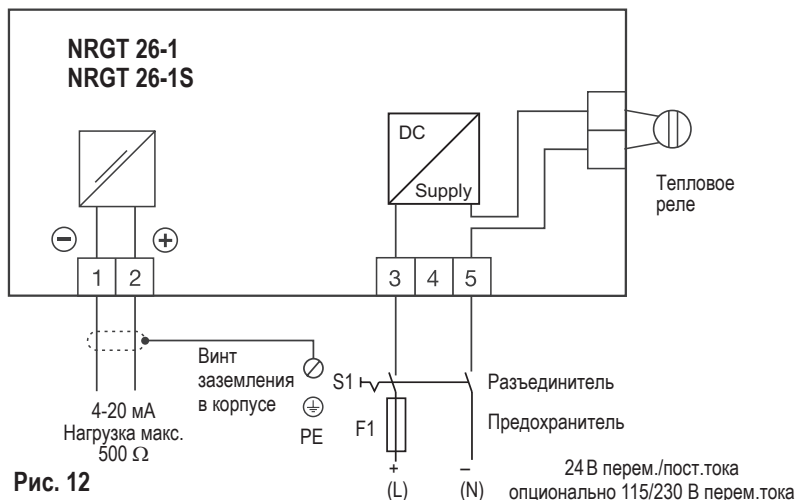 NRGT 26-1
NRGT 26-1S
DC
Supply
Тепловое
реле
−
+
1
2
3
4
5
Винт
заземления
в корпусе
PE
S1
F1
Разъединитель
Предохранитель
4-20 мА
Нагрузка макс.
500 Ω
+
(L)
–
(N)
24 В перем./пост.тока
опционально 115/230 В перем.тока
Рис. 12